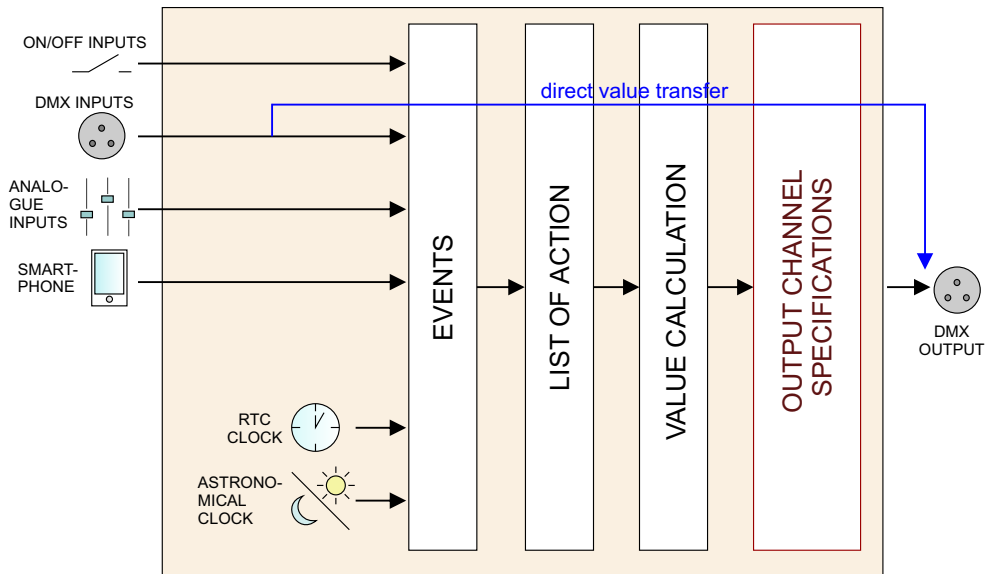 ON/OFF INPUTS
DMX INPUTS
ANALO-
GUE
INPUTS
SMART-
PHONE
RTC
CLOCK
ASTRONO-
MICAL
CLOCK
direct value transfer
EVENTS
LIST OF ACTION
VALUE CALCULATION
OUTPUT CHANNEL
SPECIFICATIONS
DMX
OUTPUT